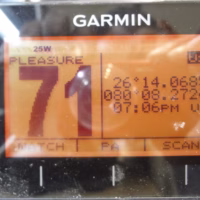 GARMIN
25W
PLEASURE
71
26°14.068
080°08.272
07:06PM
WATCH PA SCAN